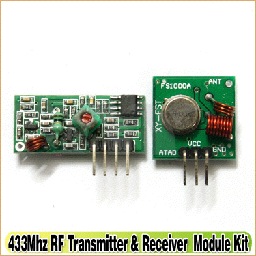 FS1000A
ANT
XY-FST
VCC
ATAD
GND
433Mhz RF Transmitter & Receiver Module Kit